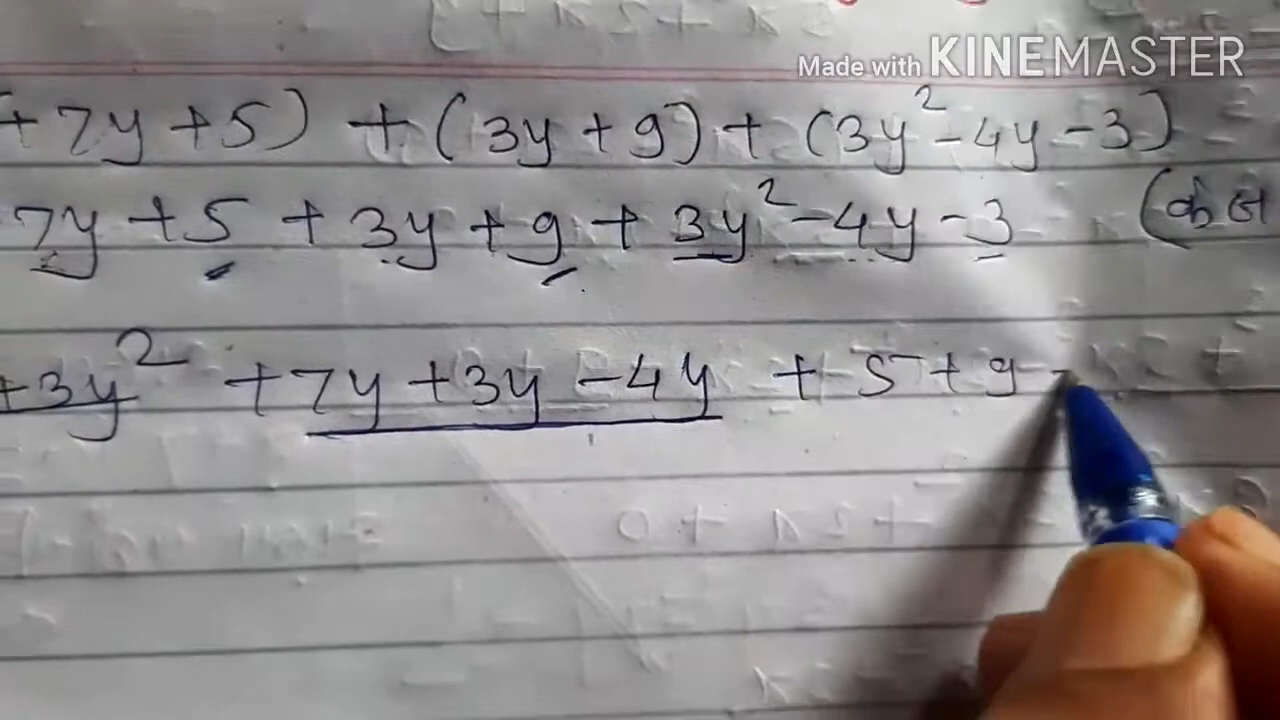 Made with KINEMASTER
+ 7y + 5) + (3y + 9) + (3y² - 4y - 3)
7y + 5 + 3y + 9 + 3y² - 4y - 3
+ 3y² + 7y + 3y - 4y + 5 + 9 -